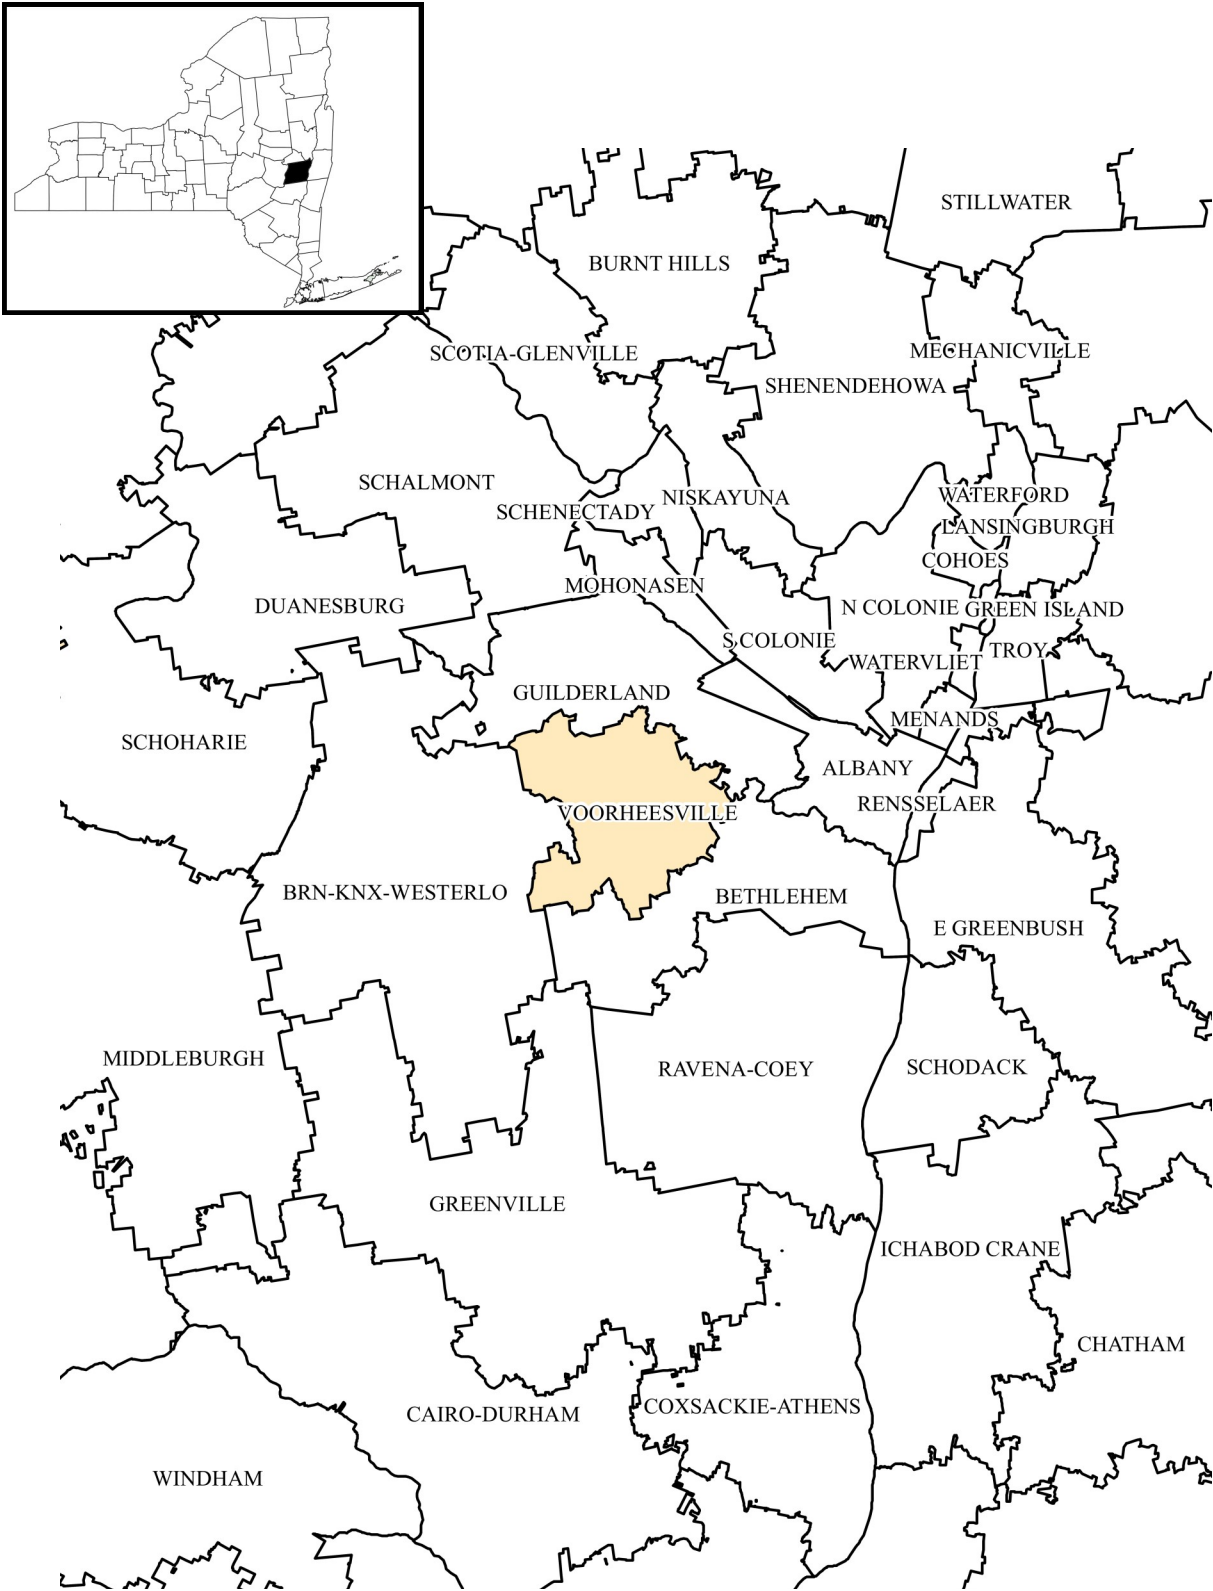 STILLWATER
BURNT HILLS
SCOTIA-GLENVILLE
MECHANICVILLE
SHENENDEHOWA
SCHALMONT
NISKAYUNA
WATERFORD
SCHENECTADY
LANSINGBURGH
COHOES
MOHONASEN
DUANESBURG
N COLONIE
GREEN ISLAND
S COLONIE
TROY
WATERVLIET
GUILDERLAND
MENANDS
SCHOHARIE
ALBANY
RENSSELAER
VOORHEESVILLE
BRN-KNX-WESTERLO
BETHLEHEM
E GREENBUSH
MIDDLEBURGH
RAVENA-COEY
SCHODACK
GREENVILLE
ICHABOD CRANE
CHATHAM
COXSACKIE-ATHENS
CAIRO-DURHAM
WINDHAM